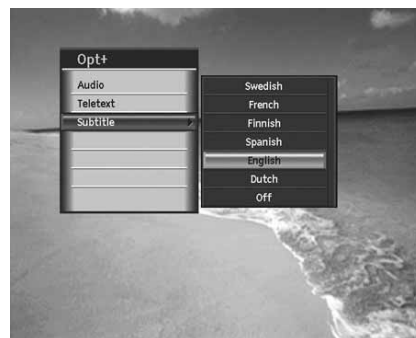 Opt+
Audio
Teletext
Subtitle
Swedish
French
Finnish
Spanish
English
Dutch
Off